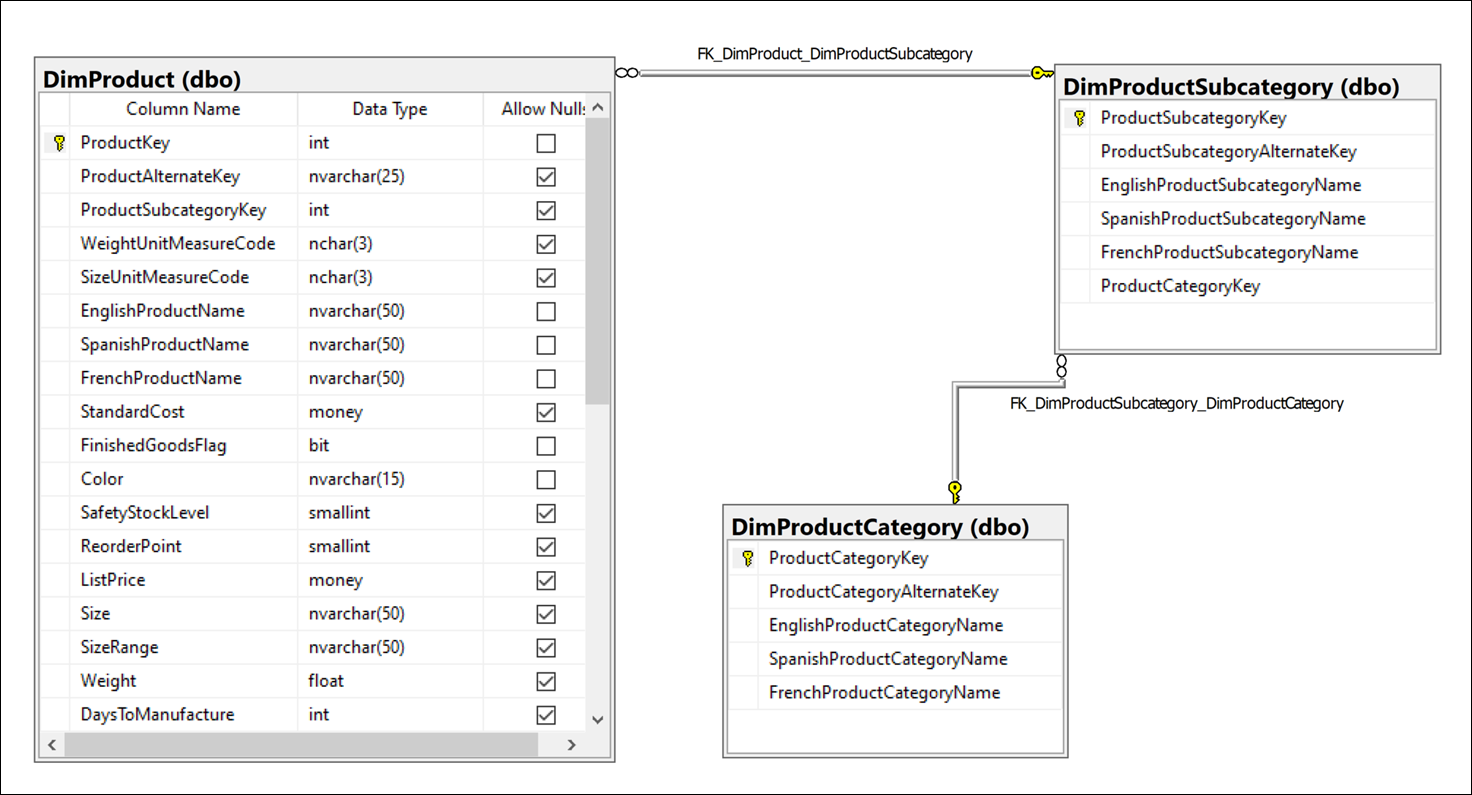 FK_DimProduct_DimProductSubcategory
DimProduct (dbo)
Column Name Data Type Allow Nulls
ProductKey int
ProductAlternateKey nvarchar(25)
ProductSubcategoryKey int
WeightUnitMeasureCode nchar(3)
SizeUnitMeasureCode nchar(3)
EnglishProductName nvarchar(50)
SpanishProductName nvarchar(50)
FrenchProductName nvarchar(50)
StandardCost money
FinishedGoodsFlag bit
Color nvarchar(15)
SafetyStockLevel smallint
ReorderPoint smallint
ListPrice money
Size nvarchar(50)
SizeRange nvarchar(50)
Weight float
DaysToManufacture int
DimProductSubcategory (dbo)
ProductSubcategoryKey
ProductSubcategoryAlternateKey
EnglishProductSubcategoryName
SpanishProductSubcategoryName
FrenchProductSubcategoryName
ProductCategoryKey
FK_DimProductSubcategory_DimProductCategory
DimProductCategory (dbo)
ProductCategoryKey
ProductCategoryAlternateKey
EnglishProductCategoryName
SpanishProductCategoryName
FrenchProductCategoryName